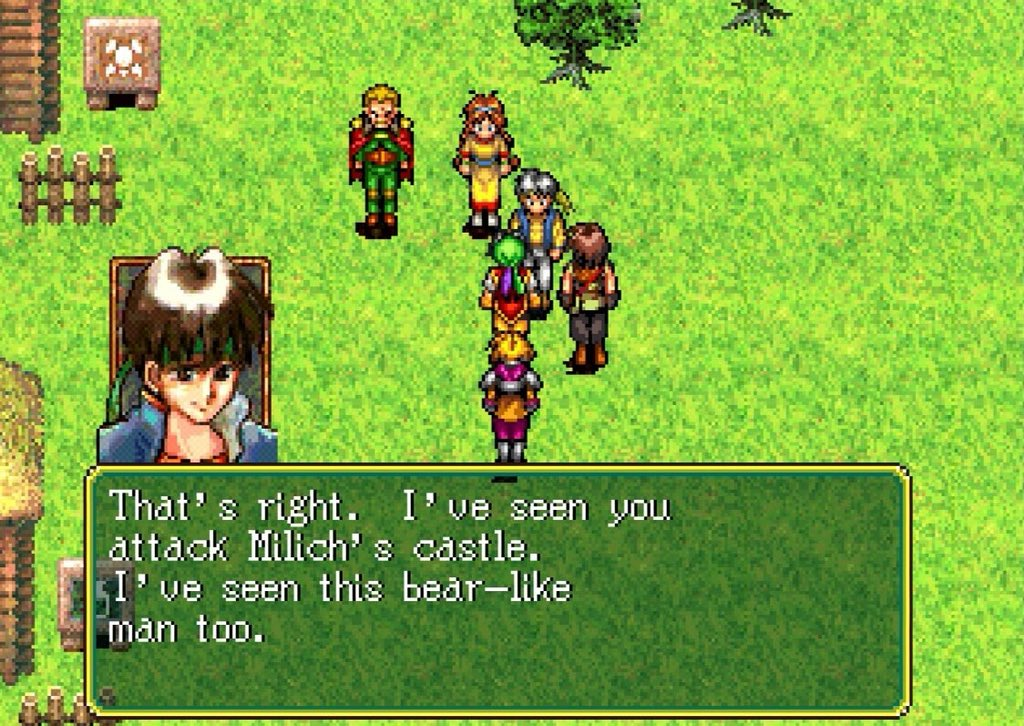 That's right. I've seen you
attack Milich's castle.
I've seen this bear-like
man too.